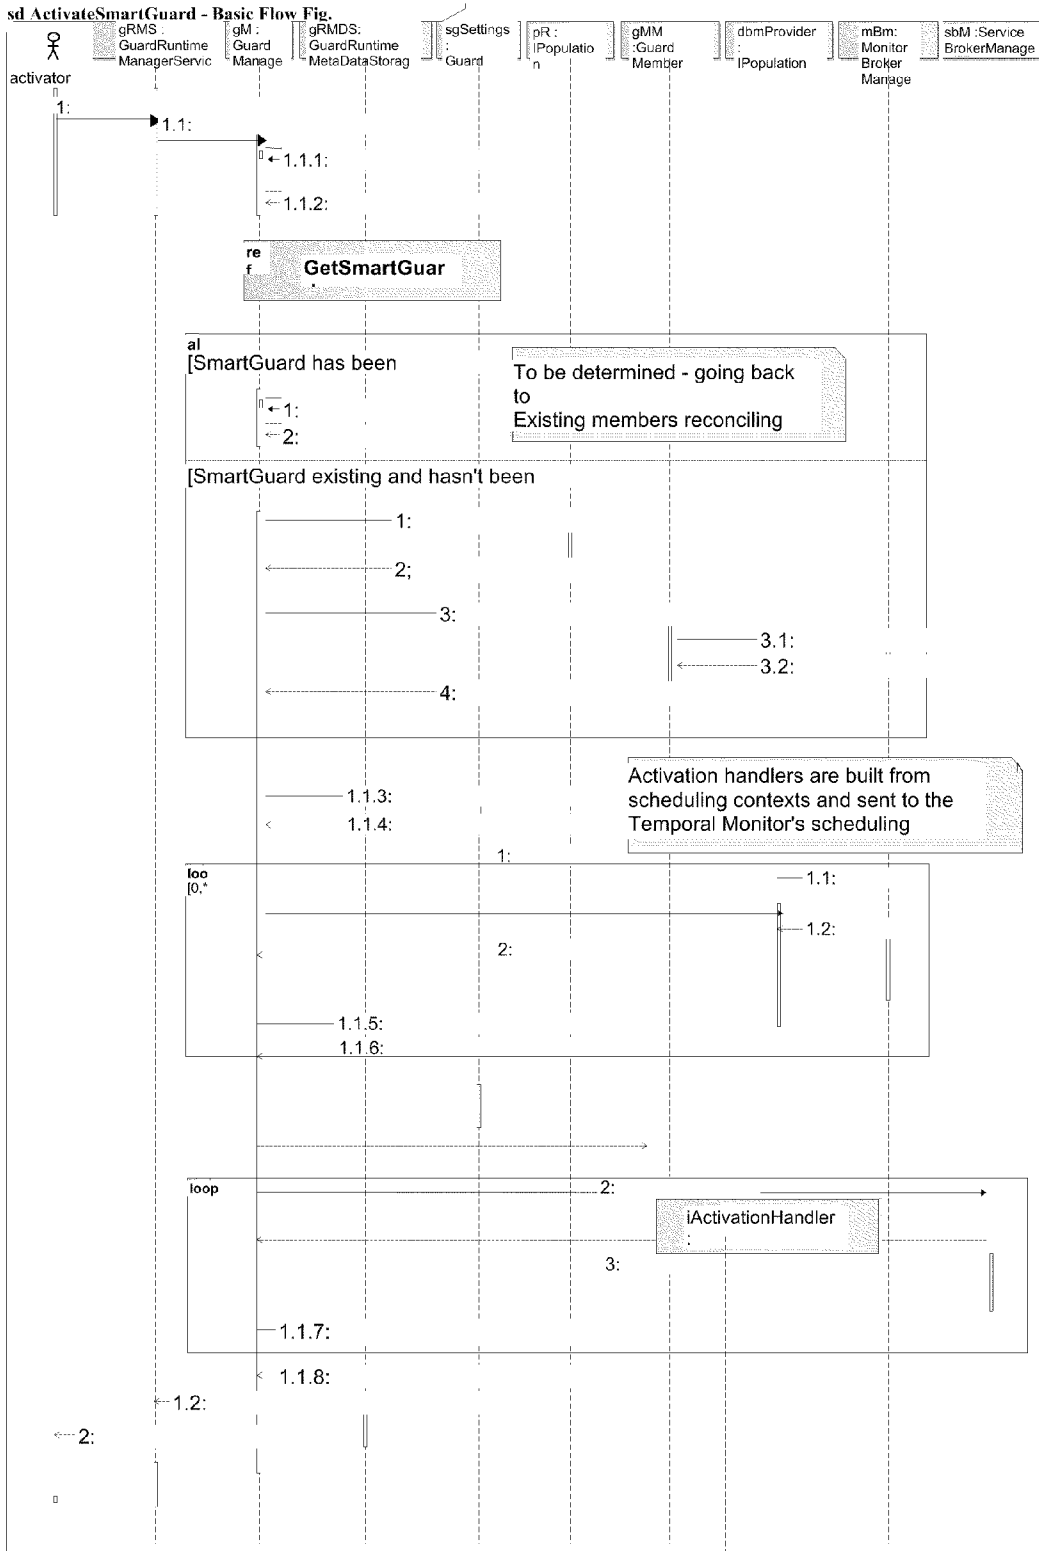 sd ActivateSmartGuard - Basic Flow Fig.
activator
gRMS :
GuardRuntime
ManagerServic
gM :
Guard
Manage
gRMDS:
GuardRuntime
MetaDataStorag
sgSettings
:
Guard
pR :
IPopulatio
n
gMM
:Guard
Member
dbmProvider
:
IPopulation
mBm:
Monitor
Broker
Manage
sbM :Service
BrokerManage
1:
1.1:
1.1.1:
1.1.2:
re
f
GetSmartGuar
al
[SmartGuard has been
To be determined - going back
to
Existing members reconciling
1:
2:
[SmartGuard existing and hasn't been
1:
2;
3:
3.1:
3.2:
4:
Activation handlers are built from
scheduling contexts and sent to the
Temporal Monitor's scheduling
1.1.3:
1.1.4:
1:
loo
[0,*
1.1:
1.2:
2:
1.1.5:
1.1.6:
loop
2:
iActivationHandler
:
3:
1.1.7:
1.1.8:
1.2:
2: